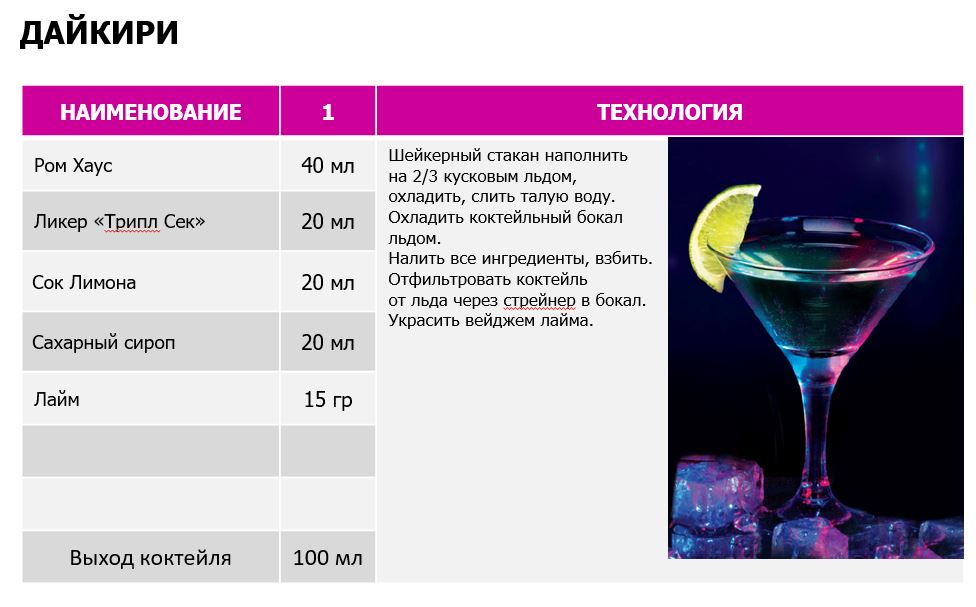 ДАЙКИРИ
НАИМЕНОВАНИЕ 1 ТЕХНОЛОГИЯ
Ром Хаус 40 мл
Ликер «Трипл Сек» 20 мл
Сок Лимона 20 мл
Сахарный сироп 20 мл
Лайм 15 гр
Выход коктейля 100 мл
Шейкерный стакан наполнить
на 2/3 кусковым льдом,
охладить, слить талую воду.
Охладить коктейльный бокал
льдом.
Налить все ингредиенты, взбить.
Отфильтровать коктейль
от льда через стрейнер в бокал.
Украсить вейджем лайма.